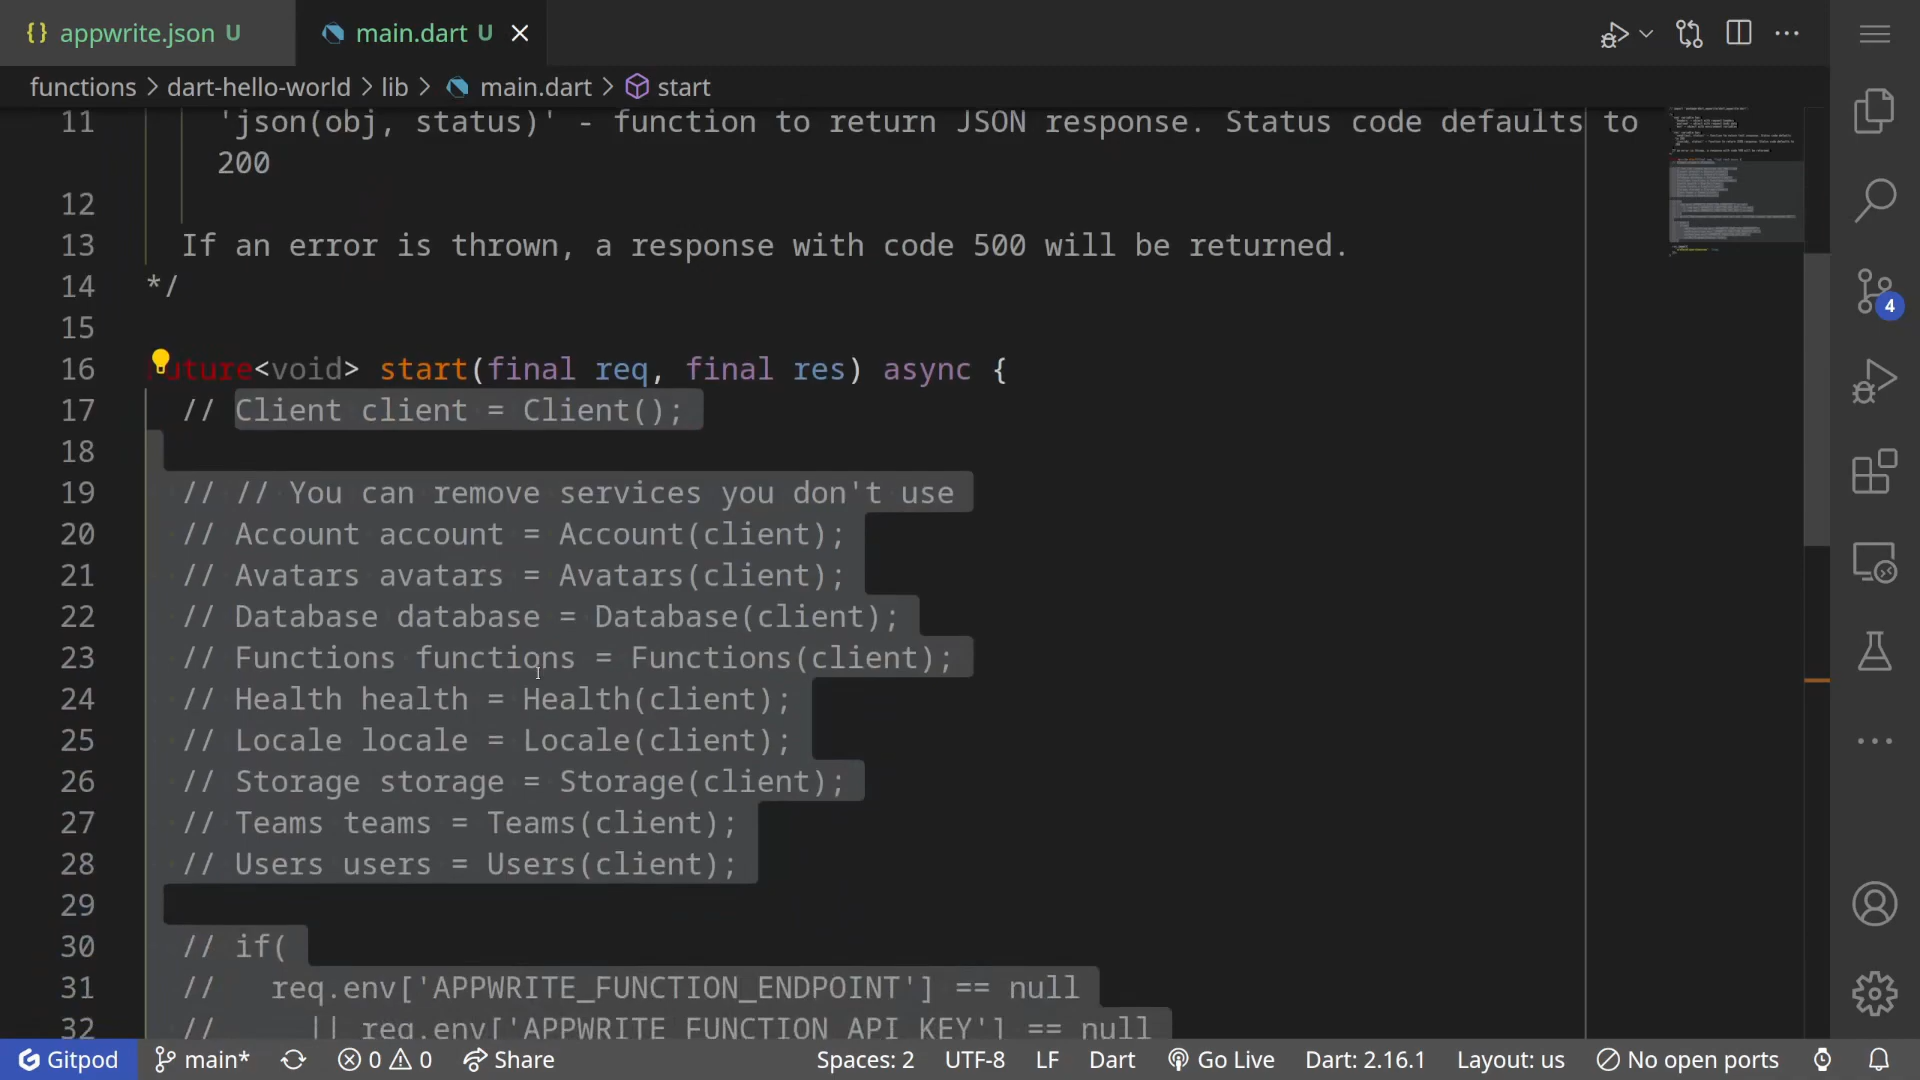 {} appwrite.json U
main.dart U
functions > dart-hello-world > lib > main.dart > start
11 'json(obj, status)' - function to return JSON response. Status code defaults to
200
12
13 If an error is thrown, a response with code 500 will be returned.
14 */
15
16 uture<void> start(final req, final res) async {
17 // Client client = Client();
18
19 // // You can remove services you don't use
20 // Account account = Account(client);
21 // Avatars avatars = Avatars(client);
22 // Database database = Database(client);
23 // Functions functions = Functions(client);
24 // Health health = Health(client);
25 // Locale locale = Locale(client);
26 // Storage storage = Storage(client);
27 // Teams teams = Teams(client);
28 // Users users = Users(client);
29
30 // if(
31 // req.env['APPWRITE_FUNCTION_ENDPOINT'] == null
32 // || req.env['APPWRITE_FUNCTION_API_KEY'] == null
4
Gitpod main* 0 0 Share Spaces: 2 UTF-8 LF Dart Go Live Dart: 2.16.1 Layout: us No open ports